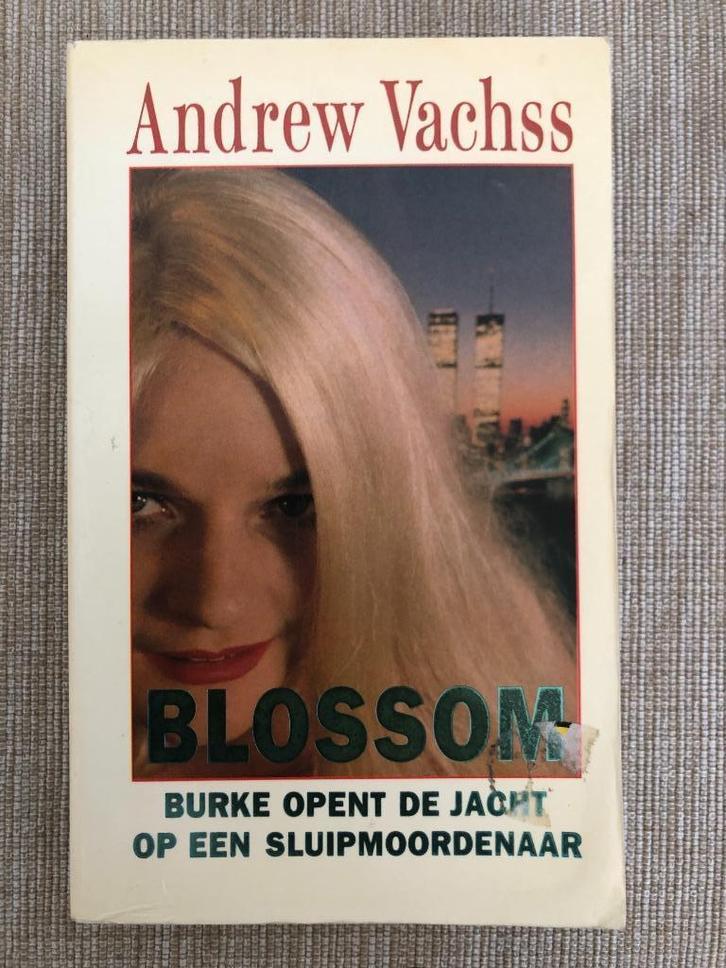 Andrew Vachss
BLOSSOM
BURKE OPENT DE JACHT
OP EEN SLUIPMOORDENAAR